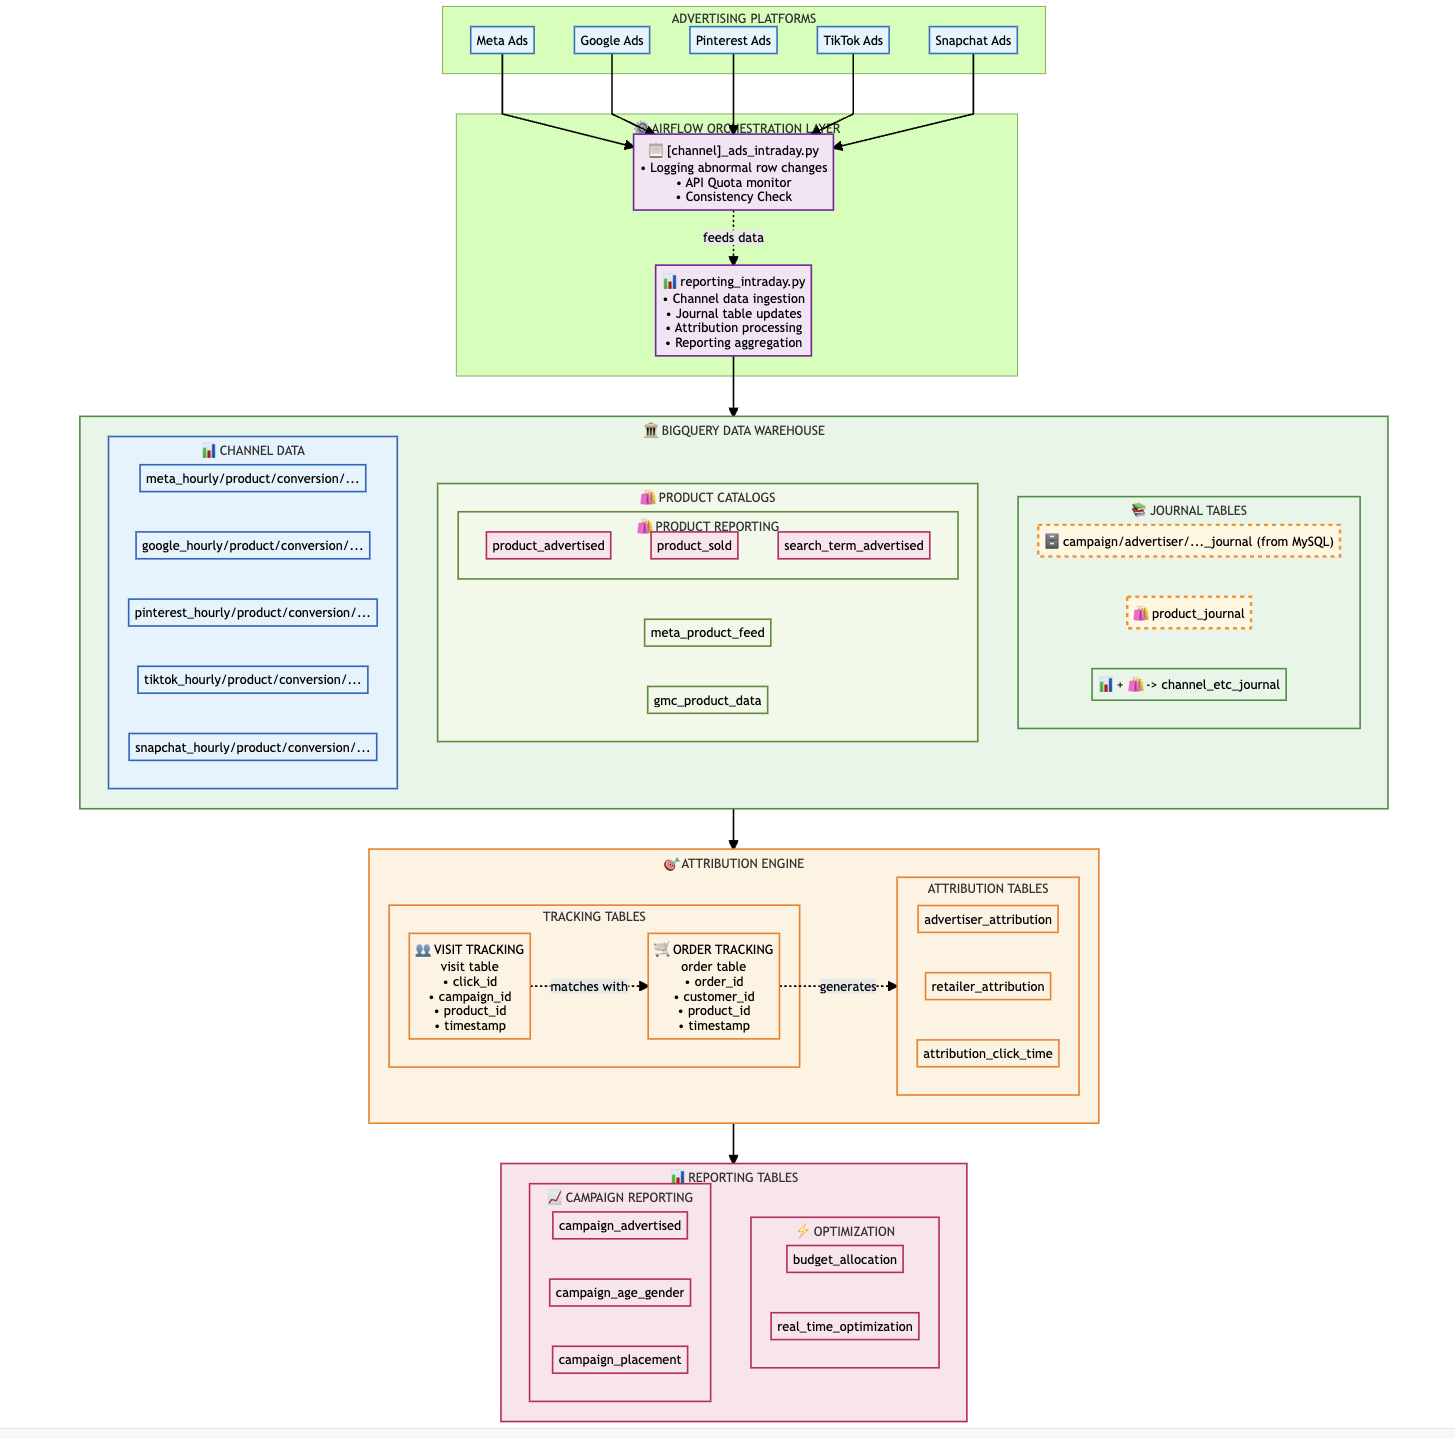 ADVERTISING PLATFORMS
Meta Ads
Google Ads
Pinterest Ads
TikTok Ads
Snapchat Ads
AIRFLOW ORCHESTRATION LAYER
[channel]_ads_intraday.py
• Logging abnormal row changes
• API Quota monitor
• Consistency Check
feeds data
reporting_intraday.py
• Channel data ingestion
• Journal table updates
• Attribution processing
• Reporting aggregation
BIGQUERY DATA WAREHOUSE
CHANNEL DATA
meta_hourly/product/conversion/...
google_hourly/product/conversion/...
pinterest_hourly/product/conversion/...
tiktok_hourly/product/conversion/...
snapchat_hourly/product/conversion/...
PRODUCT CATALOGS
PRODUCT REPORTING
product_advertised
product_sold
search_term_advertised
meta_product_feed
gmc_product_data
JOURNAL TABLES
campaign/advertiser/..._journal (from MySQL)
product_journal
+ -> channel_etc_journal
ATTRIBUTION ENGINE
TRACKING TABLES
VISIT TRACKING
visit table
• click_id
• campaign_id
• product_id
• timestamp
matches with
ORDER TRACKING
order table
• order_id
• customer_id
• product_id
• timestamp
generates
ATTRIBUTION TABLES
advertiser_attribution
retailer_attribution
attribution_click_time
REPORTING TABLES
CAMPAIGN REPORTING
campaign_advertised
campaign_age_gender
campaign_placement
OPTIMIZATION
budget_allocation
real_time_optimization